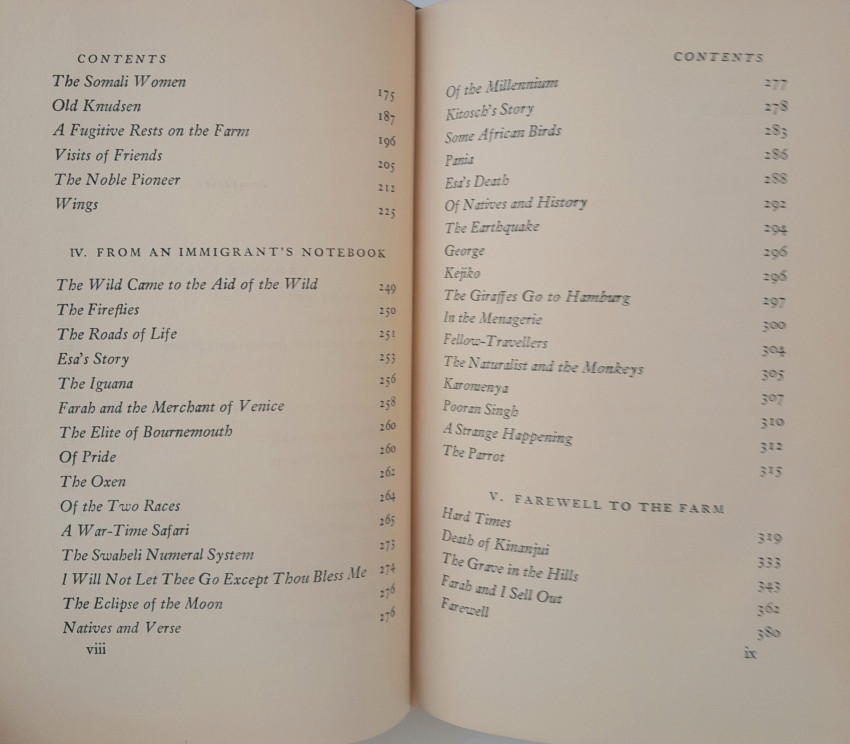 CONTENTS
The Somali Women 175
Old Knudsen 187
A Fugitive Rests on the Farm 196
Visits of Friends 205
The Noble Pioneer 212
Wings 225
IV. FROM AN IMMIGRANT'S NOTEBOOK
The Wild Came to the Aid of the Wild 249
The Fireflies 250
The Roads of Life 251
Esa's Story 253
The Iguana 256
Farah and the Merchant of Venice 258
The Elite of Bournemouth 260
Of Pride 260
The Oxen 262
Of the Two Races 264
A War-Time Safari 265
The Swaheli Numeral System 273
I Will Not Let Thee Go Except Thou Bless Me 274
The Eclipse of the Moon 276
Natives and Verse 276
viii
CONTENTS
Of the Millennium 277
Kitosch's Story 278
Some African Birds 283
Pania 286
Esa's Death 288
Of Natives and History 292
The Earthquake 294
George 296
Kejiko 296
The Giraffes Go to Hamburg 297
In the Menagerie 300
Fellow-Travellers 304
The Naturalist and the Monkeys 305
Karomenya 307
Pooran Singh 310
A Strange Happening 312
The Parrot 315
V. FAREWELL TO THE FARM
Hard Times 319
Death of Kinanjui 333
The Grave in the Hills 343
Farah and I Sell Out 362
Farewell 380
ix